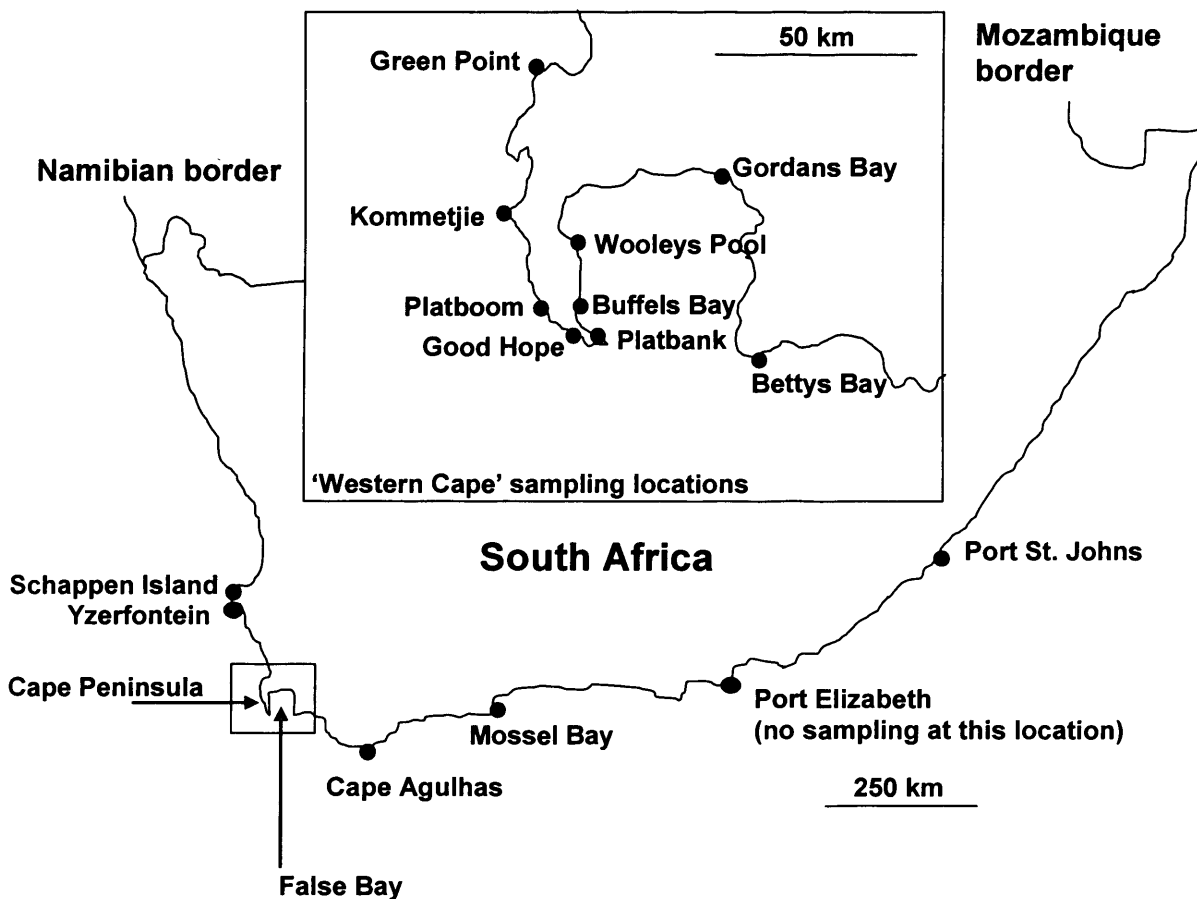 50 km
Mozambique
border
Green Point
Namibian border
Gordans Bay
Kommetjie
Wooleys Pool
Platboom
Buffels Bay
Good Hope
Platbank
Bettys Bay
'Western Cape' sampling locations
South Africa
Port St. Johns
Schappen Island
Yzerfontein
Cape Peninsula
Port Elizabeth
(no sampling at this location)
Mossel Bay
Cape Agulhas
250 km
False Bay